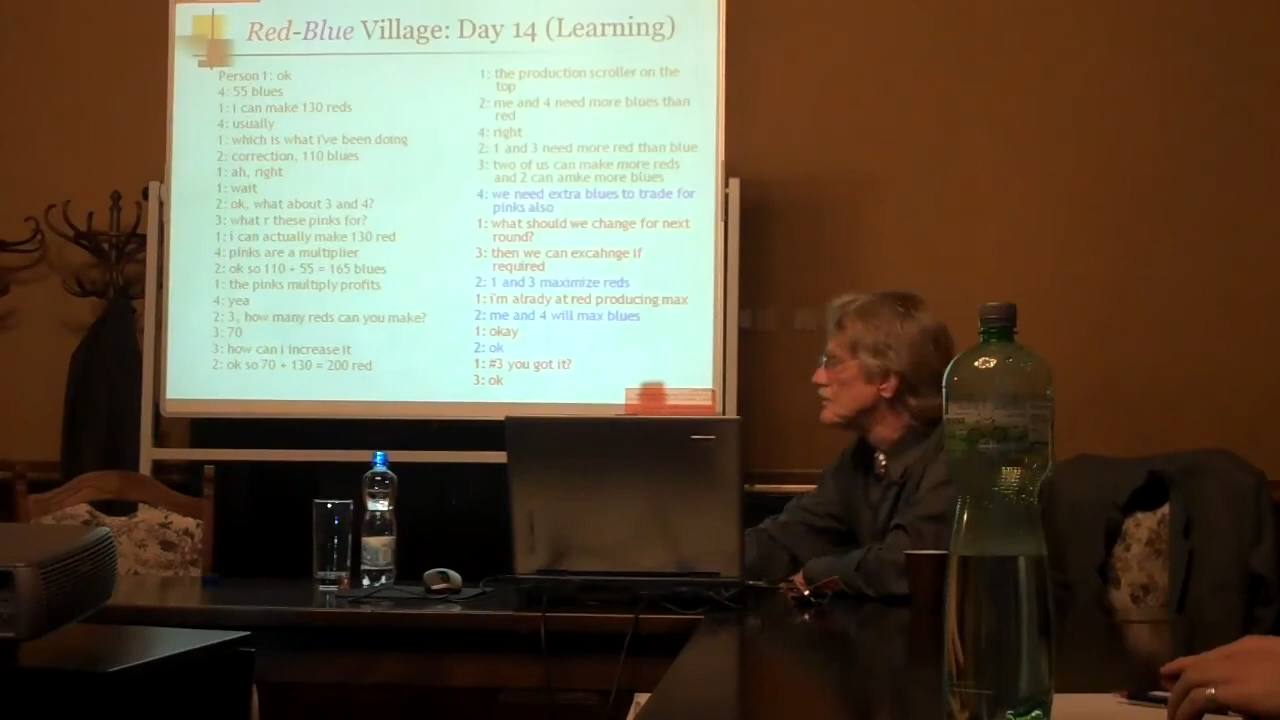 Red-Blue Village: Day 14 (Learning)
Person 1: ok
4: 55 blues
1: i can make 130 reds
4: usually
1: which is what i've been doing
2: correction, 110 blues
1: ah, right
1: wait
2: ok, what about 3 and 4?
3: what r these pinks for?
1: i can actually make 130 red
4: pinks are a multiplier
2: ok so 110 + 55 = 165 blues
1: the pinks multiply profits
4: yea
2: 3, how many reds can you make?
3: 70
3: how can i increase it
2: ok so 70 + 130 = 200 red
1: the production scroller on the
top
2: me and 4 need more blues than
red
4: right
2: 1 and 3 need more red than blue
3: two of us can make more reds
and 2 can amke more blues
4: we need extra blues to trade for
pinks also
1: what should we change for next
round?
3: then we can excahnge if
required
2: 1 and 3 maximize reds
1: i'm alrady at red producing max
2: me and 4 will max blues
1: okay
2: ok
1: #3 you got it?
3: ok